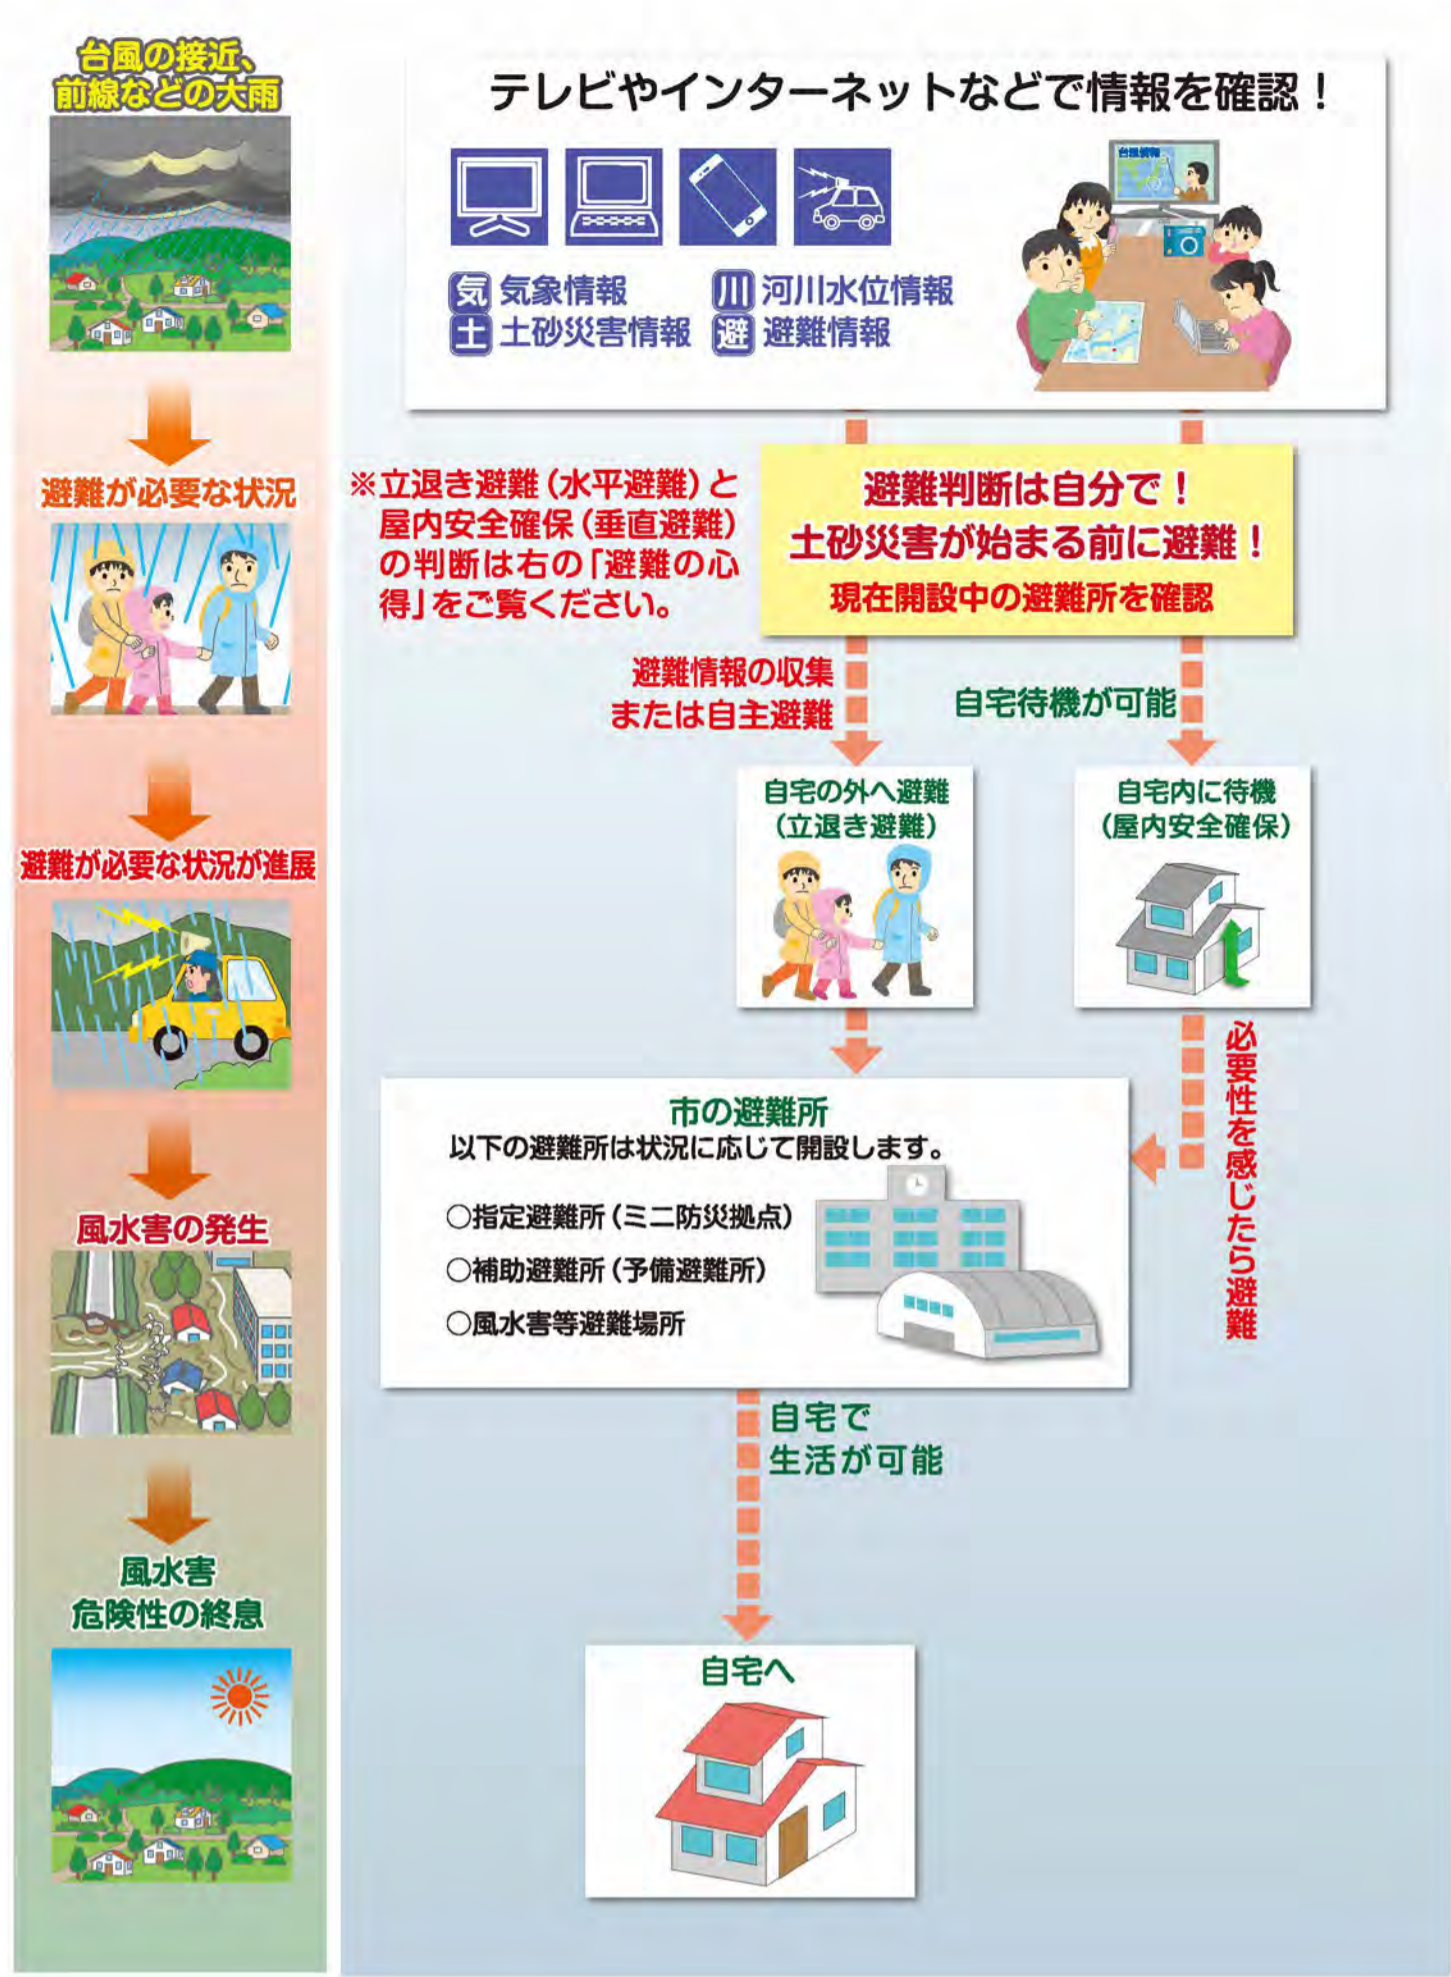 台風の接近、
前線などの大雨
避難が必要な状況
避難が必要な状況が進展
風水害の発生
風水害
危険性の終息
テレビやインターネットなどで情報を確認！
台風情報
気 気象情報
川 河川水位情報
土 土砂災害情報
避 避難情報
※立退き避難（水平避難）と
屋内安全確保（垂直避難）
の判断は右の「避難の心
得」をご覧ください。
避難判断は自分で！
土砂災害が始まる前に避難！
現在開設中の避難所を確認
避難情報の収集
または自主避難
自宅待機が可能
自宅の外へ避難
（立退き避難）
自宅内に待機
（屋内安全確保）
必要性を感じたら避難
市の避難所
以下の避難所は状況に応じて開設します。
○指定避難所（ミニ防災拠点）
○補助避難所（予備避難所）
○風水害等避難場所
自宅で
生活が可能
自宅へ